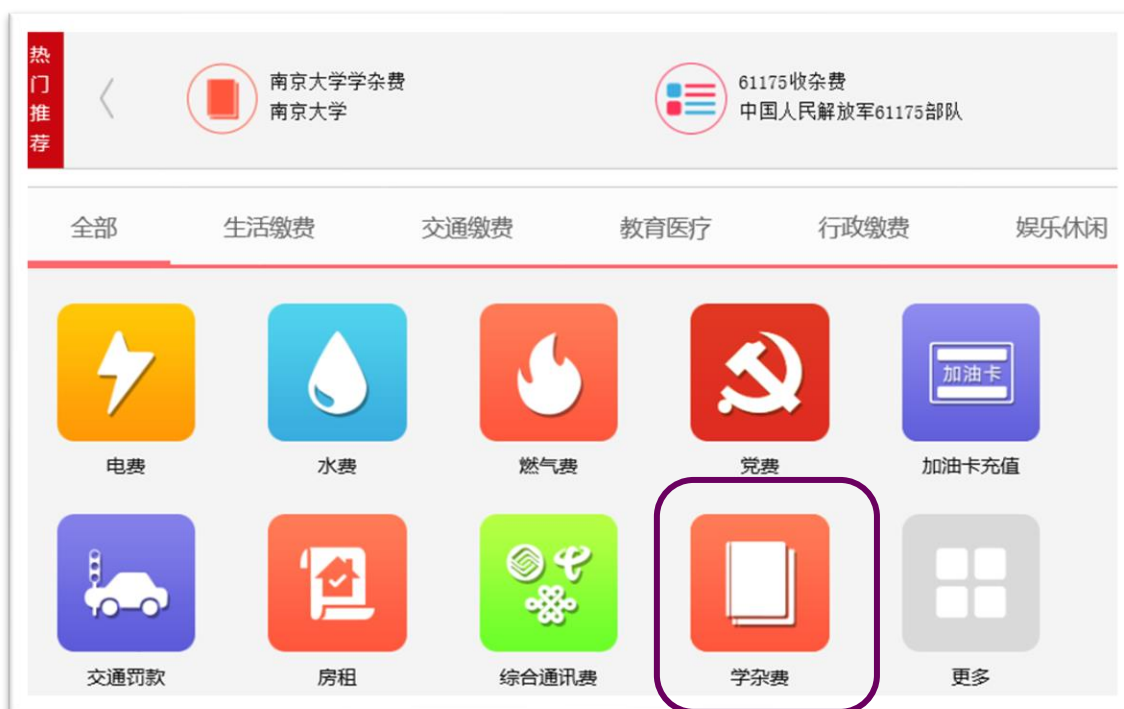 热门推荐
南京大学学杂费
南京大学
61175收杂费
中国人民解放军61175部队
全部 生活缴费 交通缴费 教育医疗 行政缴费 娱乐休闲
加油卡
电费 水费 燃气费 党费 加油卡充值
交通罚款 房租 综合通讯费 学杂费 更多